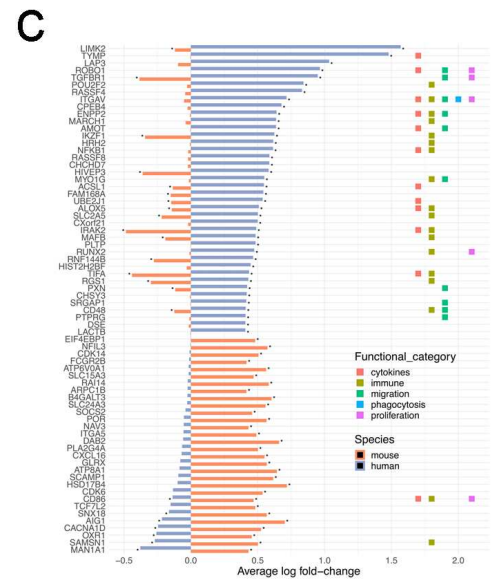 C
LIMK2
TYMP
LAP3
ROBO1
TGFBR1
POU2F2
RASSF4
ITGAV
CPEB4
ENPP2
MARCH1
AMOT
IKZF1
HRH2
NFKB1
RASSF8
CHCHD7
HIVEP3
MYO1G
ACSL1
FAM168A
UBE2J1
ALOX5
SLC2A5
CXorf21
IRAK2
MAFB
PLTP
RUNX2
RNF144B
HIST2H2BF
TIFA
RGS1
PXN
CHSY3
SRGAP1
CD48
PTPRG
DSE
LACTB
EIF4EBP1
NFIL3
CDK14
FCGR2B
ATP6V0A1
SLC15A3
RAI14
ARPC1B
B4GALT3
SLC24A3
SOCS2
POR
NAV3
ITGA5
DAB2
PLA2G4A
CXCL16
GLRX
ATP8A1
SCAMP1
HSD17B4
CDK6
CD86
TCF7L2
SNX18
AIG1
CACNA1D
OXR1
SAMSN1
MAN1A1
Functional_category
cytokines
immune
migration
phagocytosis
proliferation
Species
mouse
human
−0.5 0.0 0.5 1.0 1.5 2.0
Average log fold−change